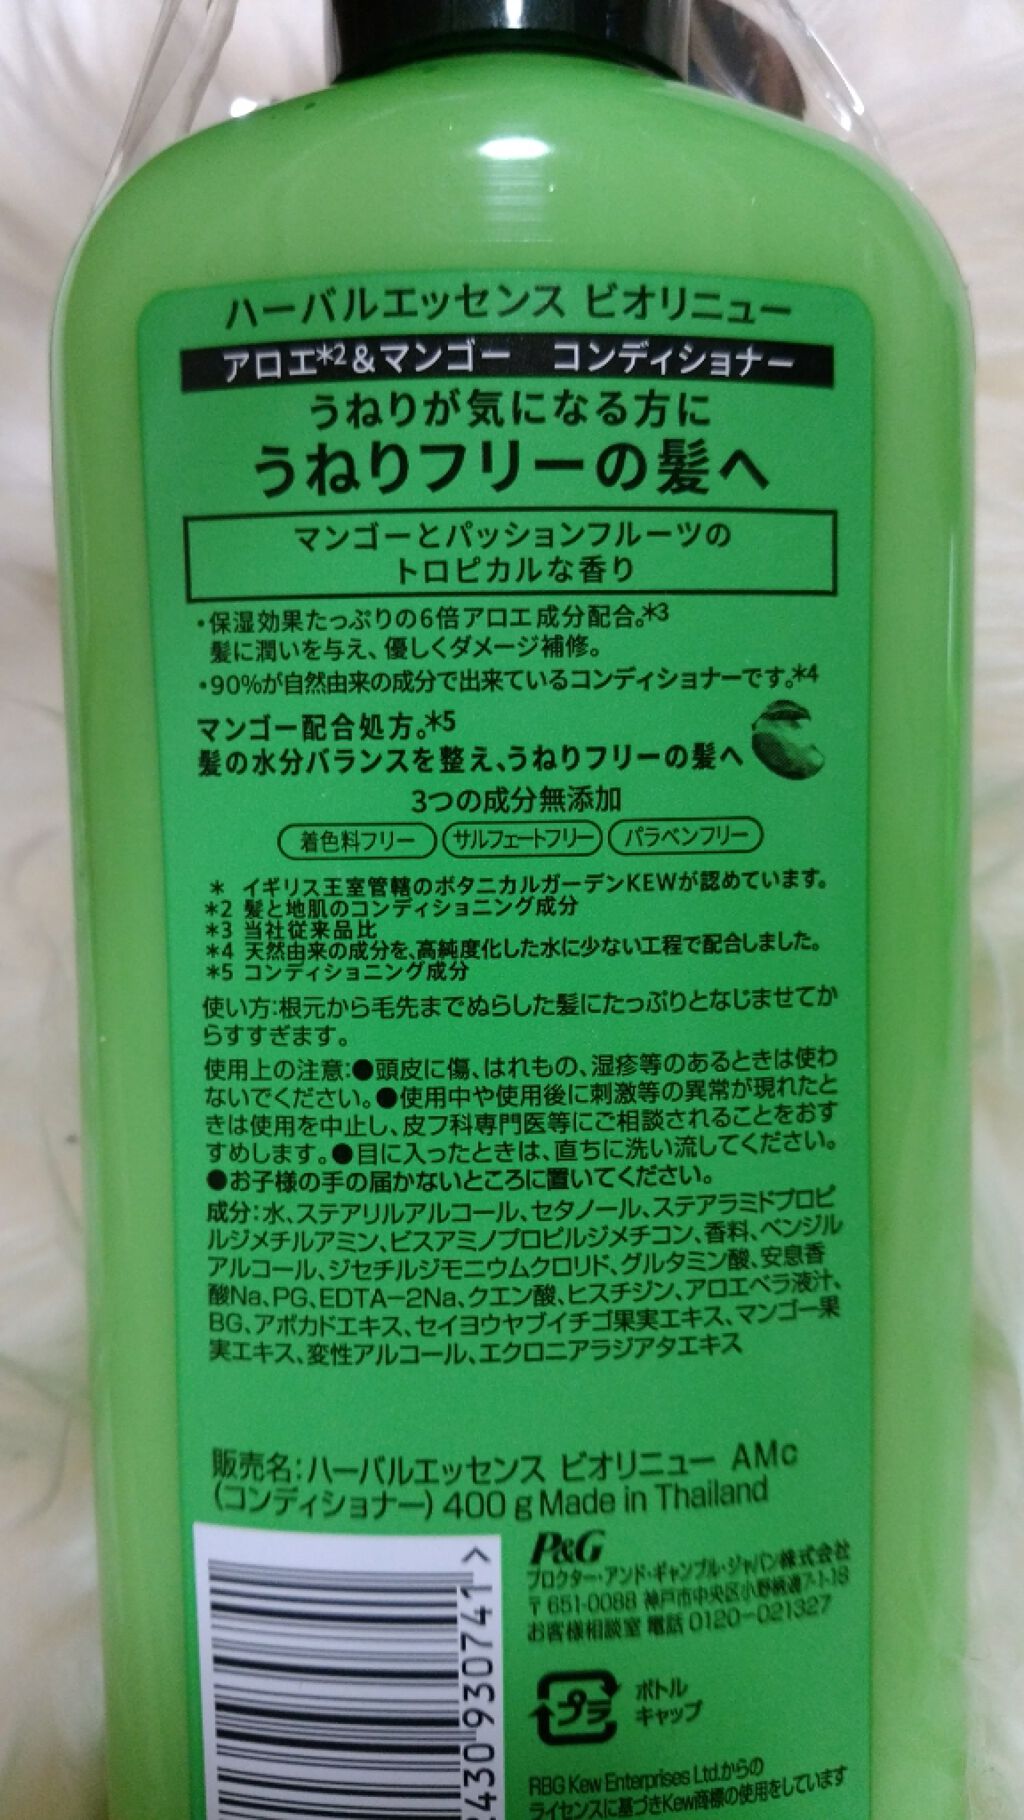 ハーバルエッセンス ビオリニュー
アロエ*2&マンゴー コンディショナー
うねりが気になる方に
うねりフリーの髪へ
マンゴーとパッションフルーツの
トロピカルな香り
・保湿効果たっぷりの6倍アロエ成分配合。*3
髪に潤いを与え、優しくダメージ補修。
・90%が自然由来の成分で出来ているコンディショナーです。*4
マンゴー配合処方。*5
髪の水分バランスを整え、うねりフリーの髪へ
3つの成分無添加
着色料フリー サルフェートフリー パラベンフリー
* イギリス王室管轄のボタニカルガーデンKEWが認めています。
*2 髪と地肌のコンディショニング成分
*3 当社従来品比
*4 天然由来の成分を、高純度化した水に少ない工程で配合しました。
*5 コンディショニング成分
使い方:根元から毛先までぬらした髪にたっぷりとなじませてか
らすすぎます。
使用上の注意:●頭皮に傷、はれもの、湿疹等のあるときは使わ
ないでください。●使用中や使用後に刺激等の異常が現れたと
きは使用を中止し、皮フ科専門医等にご相談されることをおす
すめします。●目に入ったときは、直ちに洗い流してください。
●お子様の手の届かないところに置いてください。
成分:水、ステアリルアルコール、セタノール、ステアラミドプロピ
ルジメチルアミン、ビスアミノプロピルジメチコン、香料、ベンジル
アルコール、ジセチルジモニウムクロリド、グルタミン酸、安息香
酸Na、PG、EDTA-2Na、クエン酸、ヒスチジン、アロエベラ液汁、
BG、アボカドエキス、セイヨウヤブイチゴ果実エキス、マンゴー果
実エキス、変性アルコール、エクロニアラジアタエキス
販売名:ハーバルエッセンス ビオリニュー AMc
(コンディショナー) 400 g Made in Thailand
P&G
プロクター・アンド・ギャンブル・ジャパン株式会社
〒651-0088 神戸市中央区小野柄通7-1-18
お客様相談室 電話 0120-021327
プラ
ボトル
キャップ
RBG Kew Enterprises Ltd.からの
ライセンスに基づきKew商標の使用をしています
430 930741 >